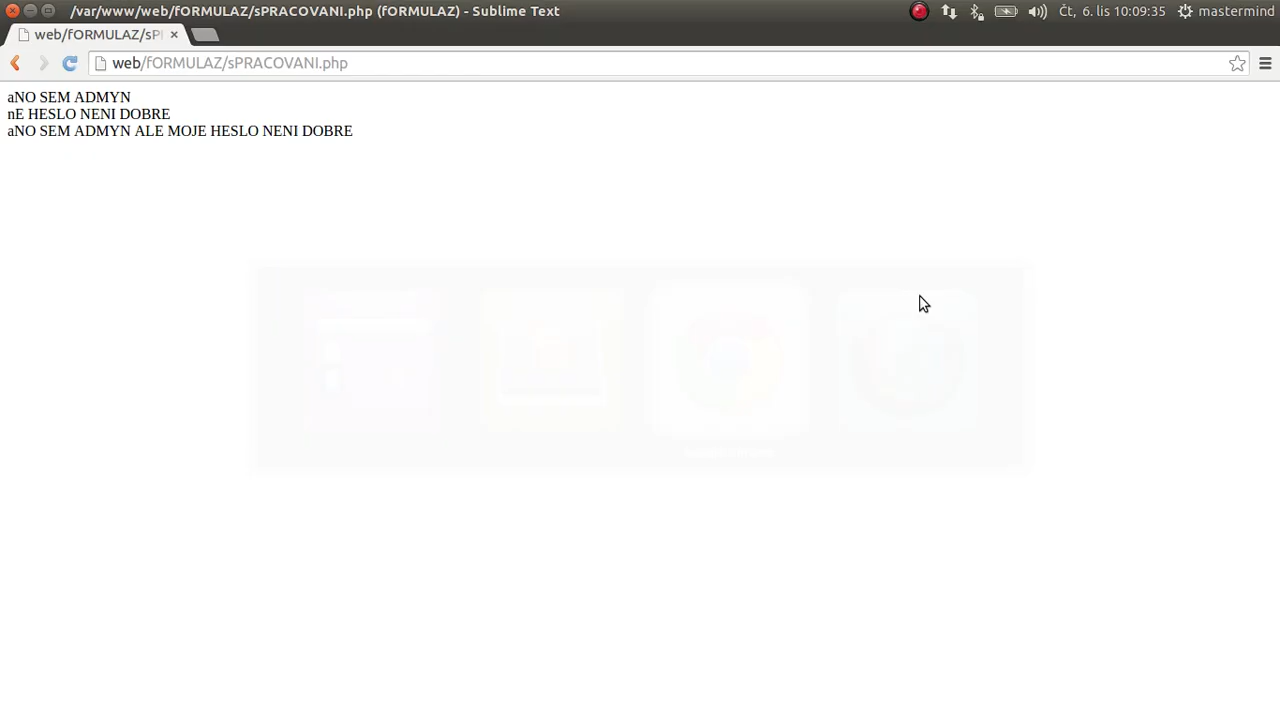 /var/www/web/fORMULAZ/sPRACOVANI.php (fORMULAZ) - Sublime Text
Čt, 6. lis 10:09:35
mastermind
web/fORMULAZ/sP
web/fORMULAZ/sPRACOVANI.php
aNO SEM ADMYN
nE HESLO NENI DOBRE
aNO SEM ADMYN ALE MOJE HESLO NENI DOBRE